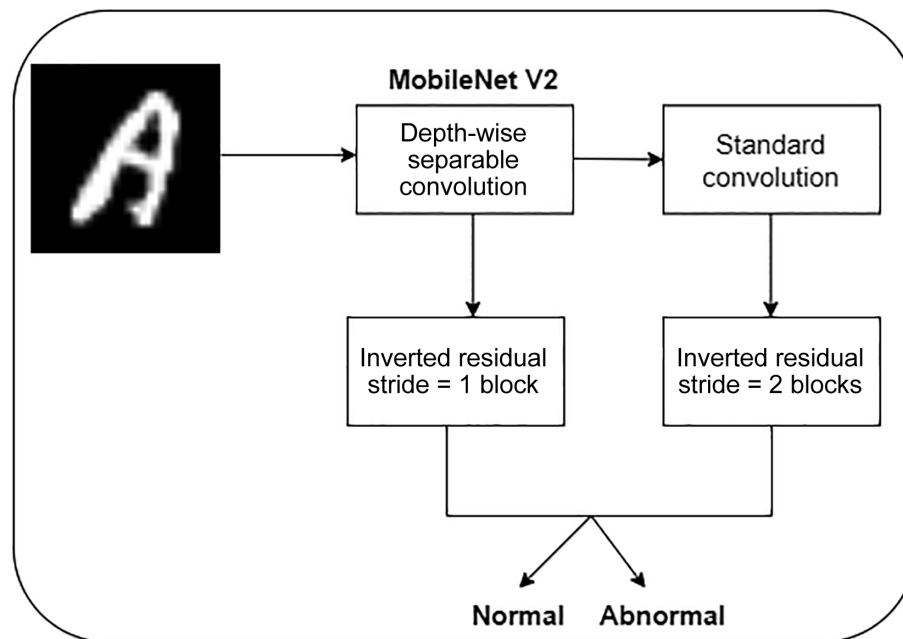 A
MobileNet V2
Depth-wise
separable
convolution
Standard
convolution
Inverted residual
stride = 1 block
Inverted residual
stride = 2 blocks
Normal Abnormal